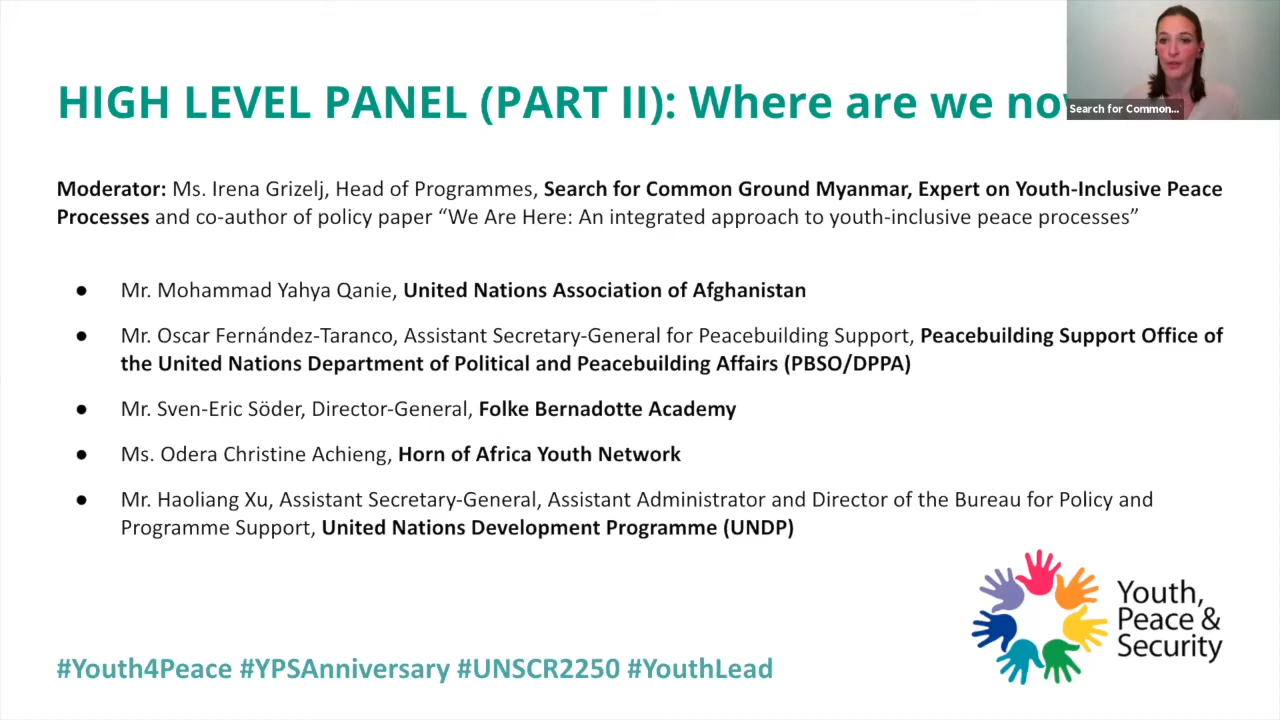 HIGH LEVEL PANEL (PART II): Where are we no
Search for Common...
Moderator: Ms. Irena Grizelj, Head of Programmes, Search for Common Ground Myanmar, Expert on Youth-Inclusive Peace
Processes and co-author of policy paper “We Are Here: An integrated approach to youth-inclusive peace processes”
● Mr. Mohammad Yahya Qanie, United Nations Association of Afghanistan
● Mr. Oscar Fernández-Taranco, Assistant Secretary-General for Peacebuilding Support, Peacebuilding Support Office of
the United Nations Department of Political and Peacebuilding Affairs (PBSO/DPPA)
● Mr. Sven-Eric Söder, Director-General, Folke Bernadotte Academy
● Ms. Odera Christine Achieng, Horn of Africa Youth Network
● Mr. Haoliang Xu, Assistant Secretary-General, Assistant Administrator and Director of the Bureau for Policy and
Programme Support, United Nations Development Programme (UNDP)
Youth,
Peace &
Security
#Youth4Peace #YPSAnniversary #UNSCR2250 #YouthLead